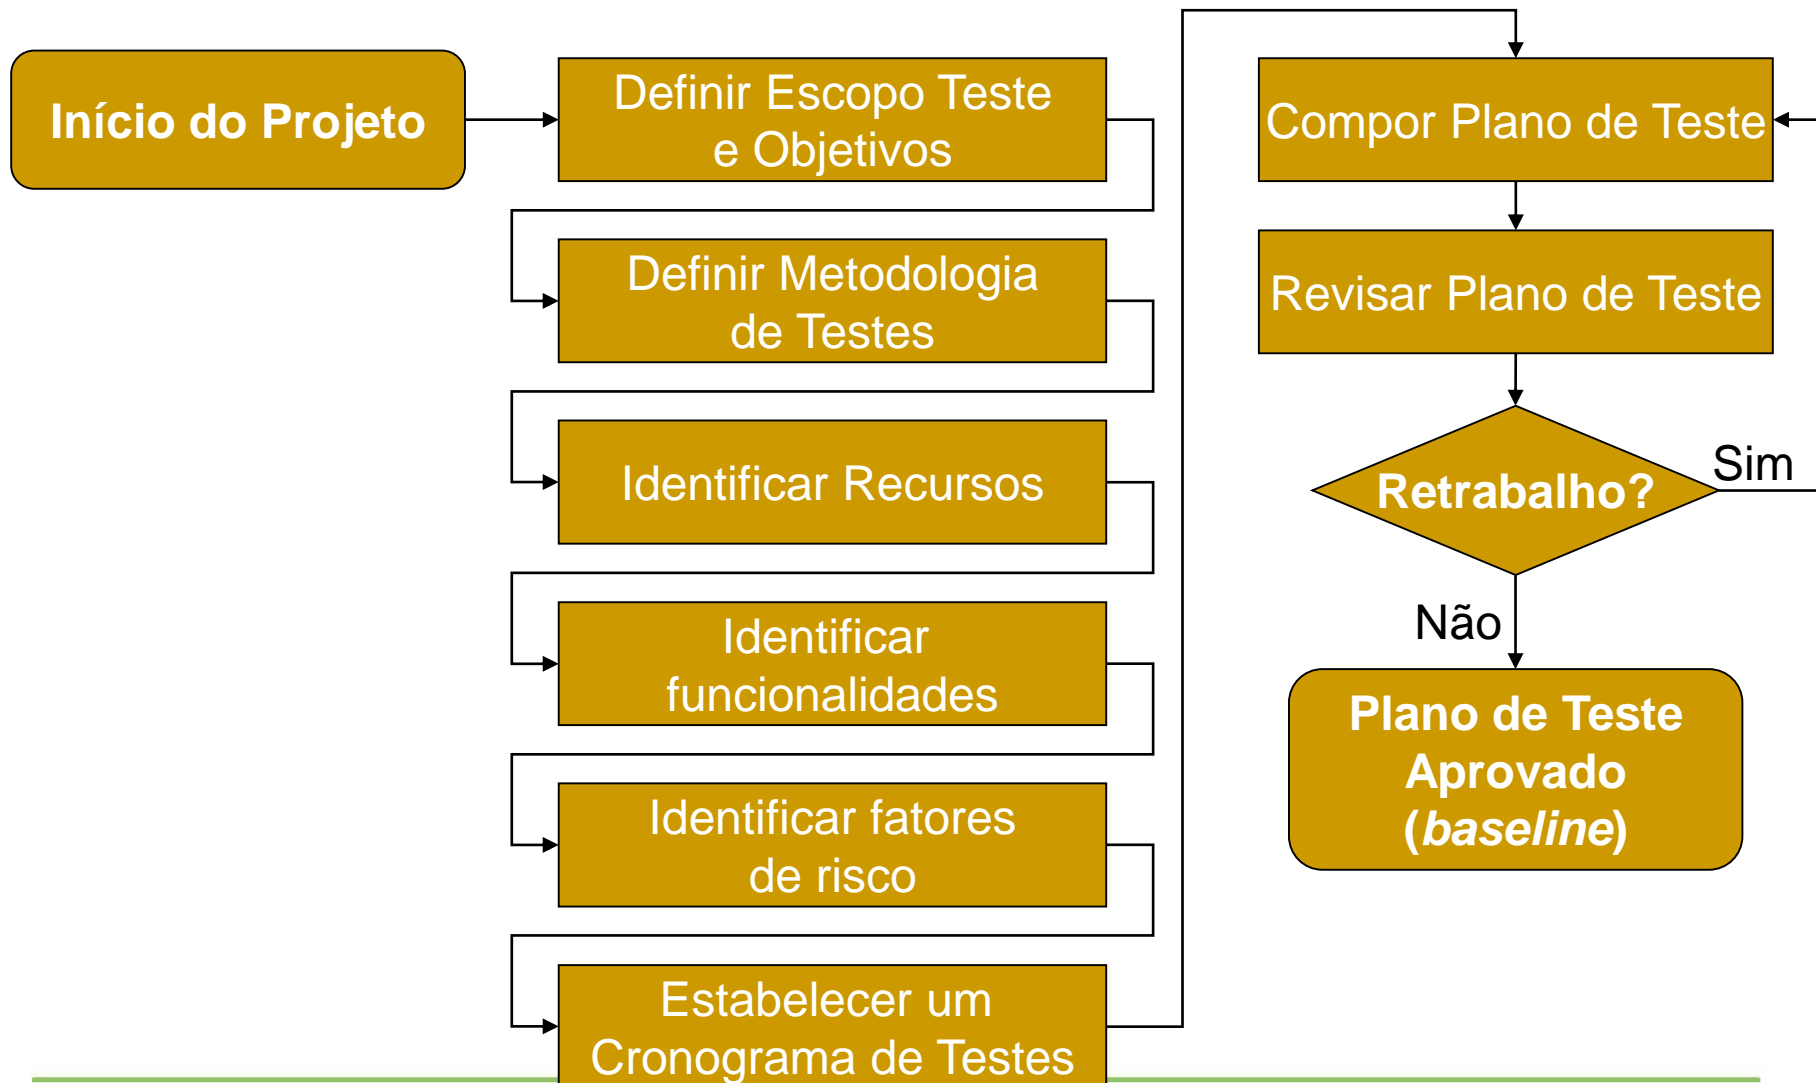 Início do Projeto
Definir Escopo Teste
e Objetivos
Definir Metodologia
de Testes
Identificar Recursos
Identificar
funcionalidades
Identificar fatores
de risco
Estabelecer um
Cronograma de Testes
Compor Plano de Teste
Revisar Plano de Teste
Retrabalho?
Sim
Não
Plano de Teste
Aprovado
(baseline)